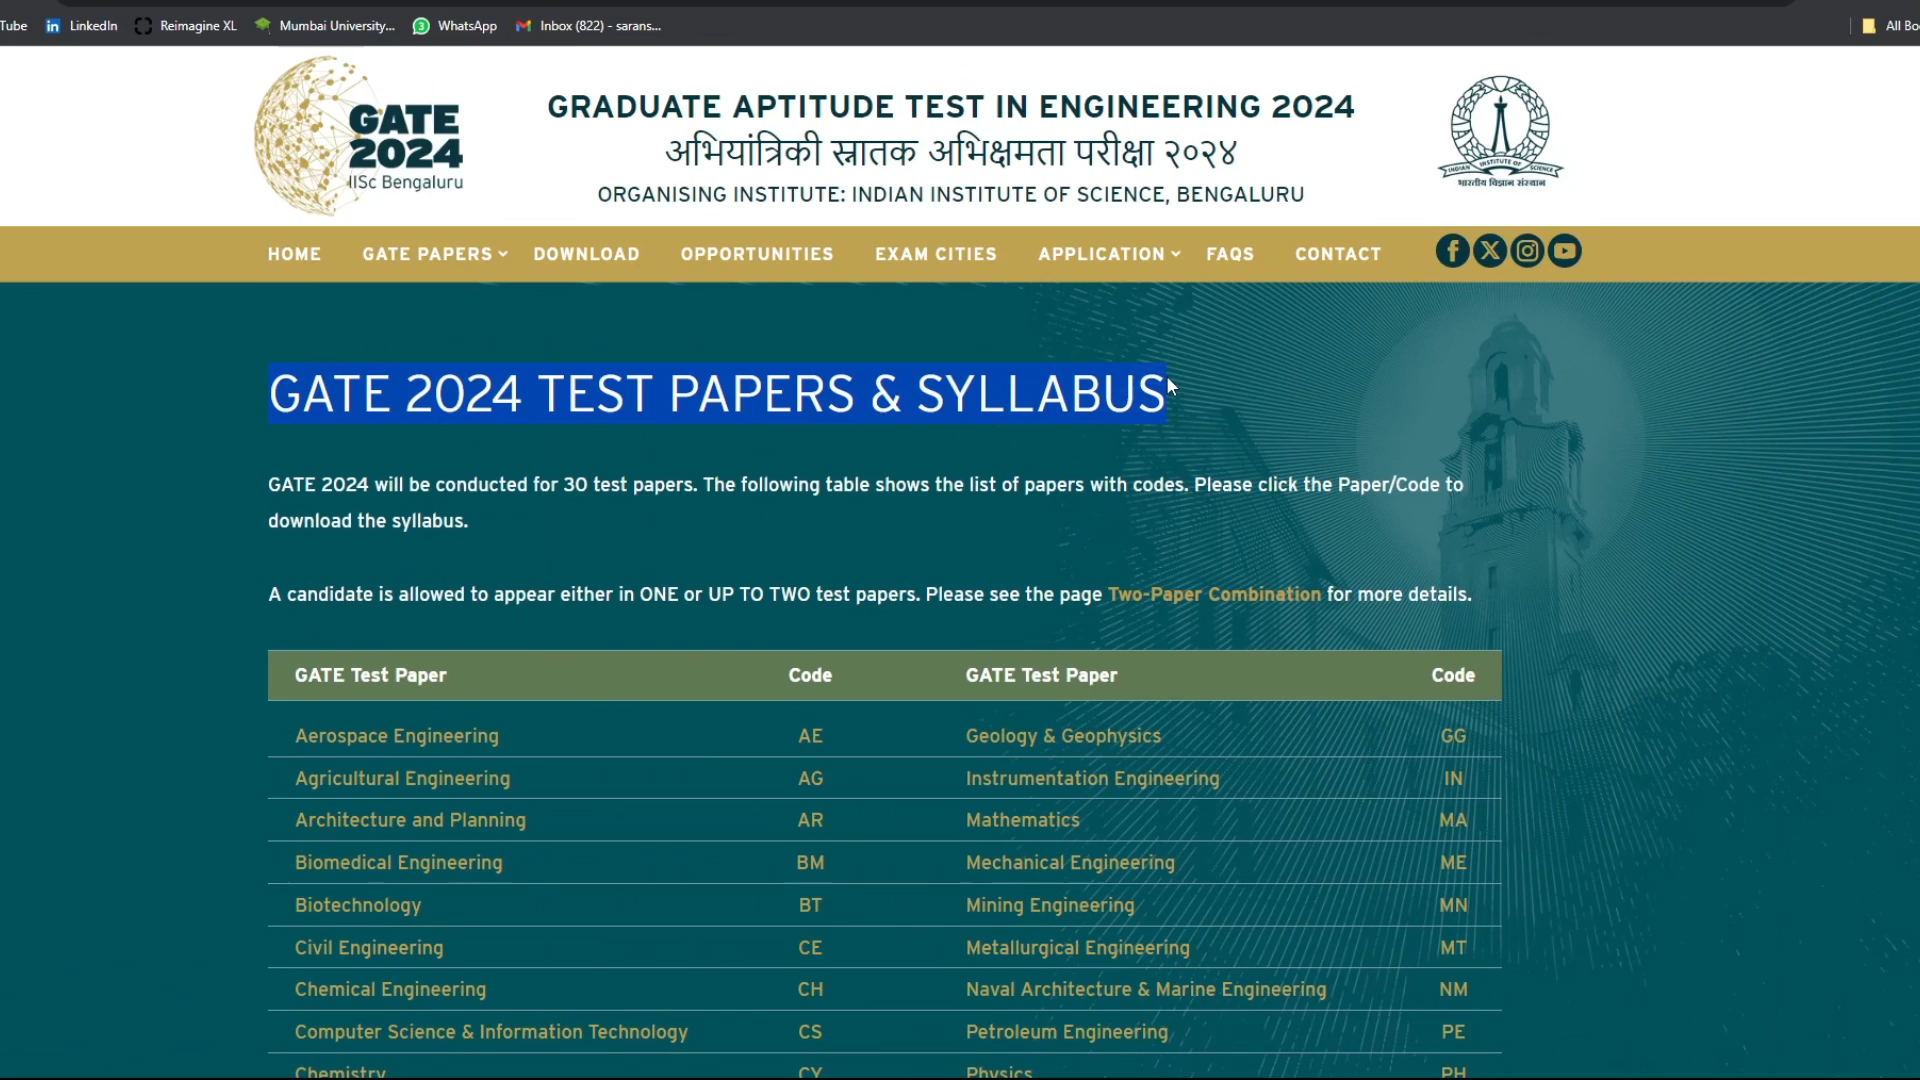 Tube LinkedIn Reimagine XL Mumbai University... 3 WhatsApp Inbox (822) - sarans... All Bo
GATE
2024
IISc Bengaluru
GRADUATE APTITUDE TEST IN ENGINEERING 2024
अभियांत्रिकी स्नातक अभिक्षमता परीक्षा २०२४
ORGANISING INSTITUTE: INDIAN INSTITUTE OF SCIENCE, BENGALURU
INDIAN INSTITUTE OF SCIENCE
भारतीय विज्ञान संस्थान
HOME GATE PAPERS DOWNLOAD OPPORTUNITIES EXAM CITIES APPLICATION FAQS CONTACT
GATE 2024 TEST PAPERS & SYLLABUS
GATE 2024 will be conducted for 30 test papers. The following table shows the list of papers with codes. Please click the Paper/Code to
download the syllabus.
A candidate is allowed to appear either in ONE or UP TO TWO test papers. Please see the page Two-Paper Combination for more details.
GATE Test Paper Code GATE Test Paper Code
Aerospace Engineering AE Geology & Geophysics GG
Agricultural Engineering AG Instrumentation Engineering IN
Architecture and Planning AR Mathematics MA
Biomedical Engineering BM Mechanical Engineering ME
Biotechnology BT Mining Engineering MN
Civil Engineering CE Metallurgical Engineering MT
Chemical Engineering CH Naval Architecture & Marine Engineering NM
Computer Science & Information Technology CS Petroleum Engineering PE
Chemistry CY Physics PH